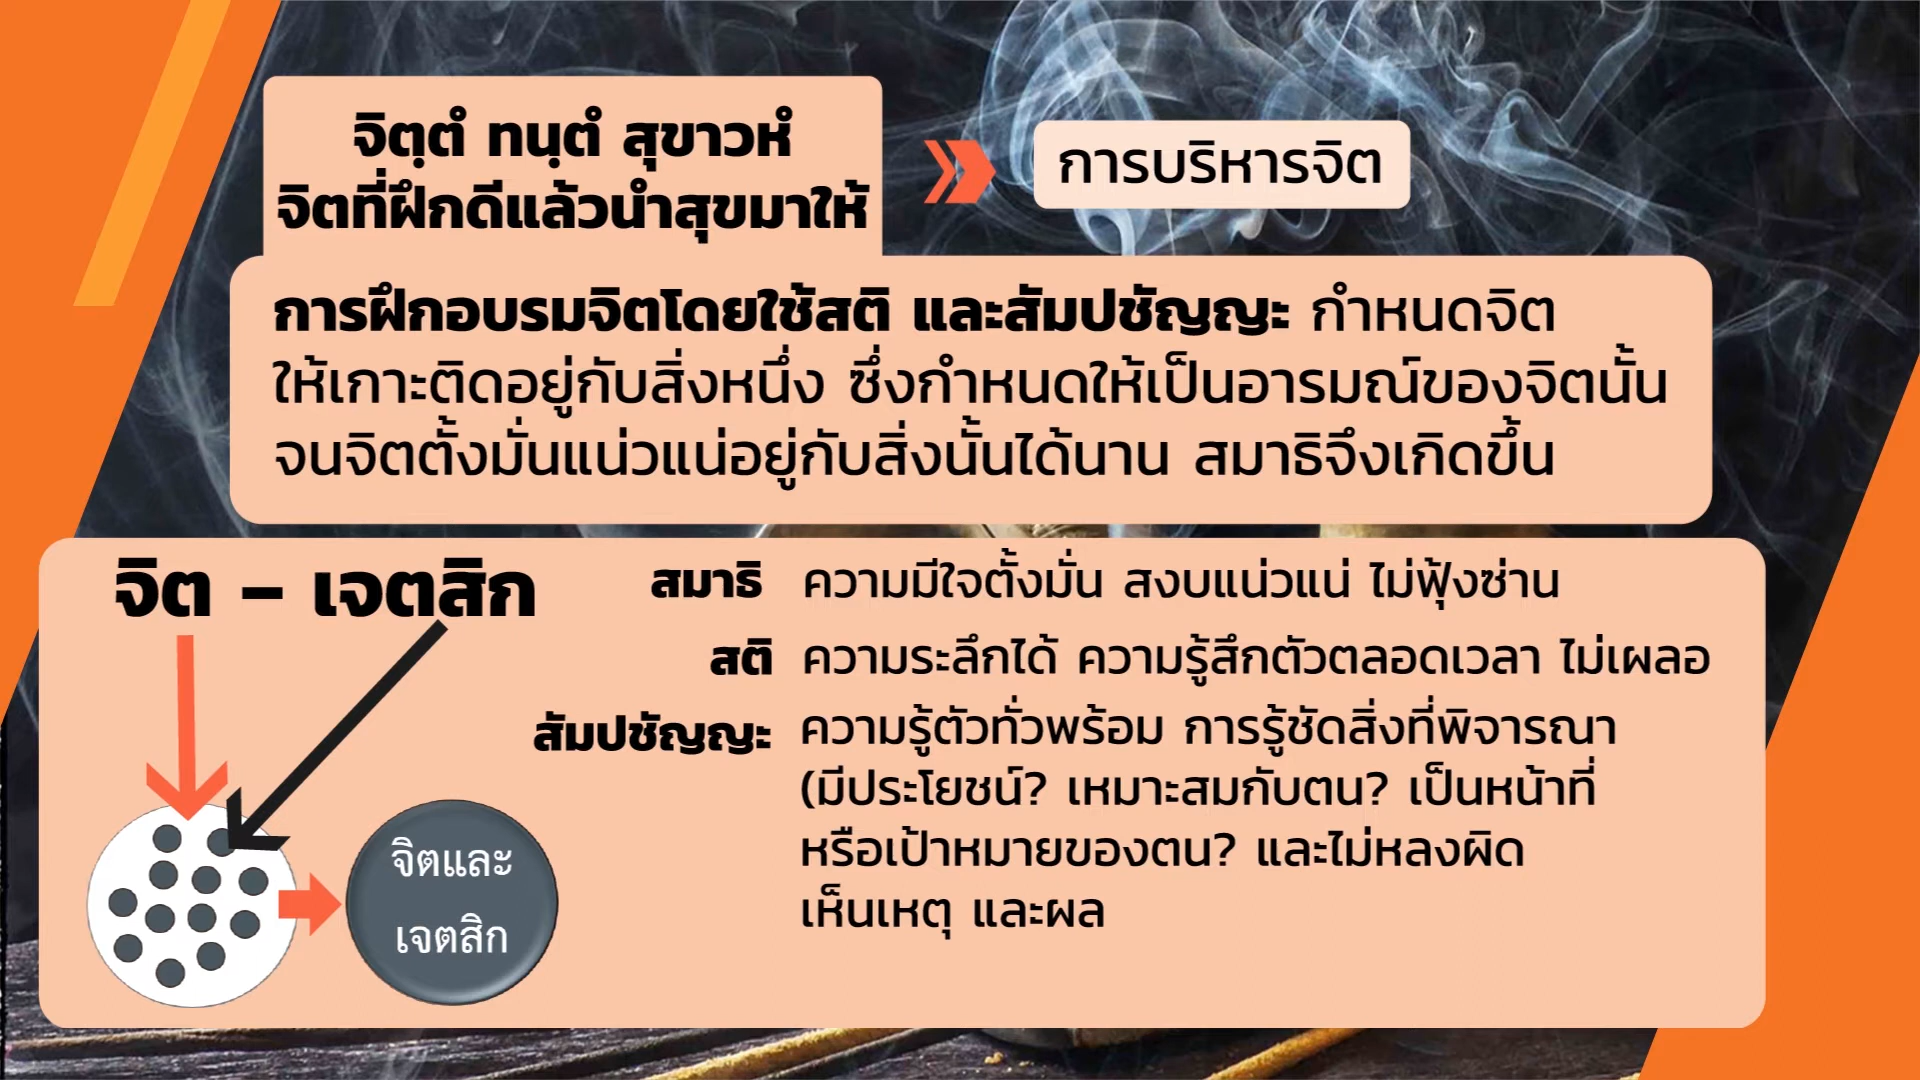 จิตฺตํ ทนฺตํ สุขาวหํ
จิตที่ฝึกดีแล้วนำสุขมาให้
การบริหารจิต
การฝึกอบรมจิตโดยใช้สติ และสัมปชัญญะ กำหนดจิต
ให้เกาะติดอยู่กับสิ่งหนึ่ง ซึ่งกำหนดให้เป็นอารมณ์ของจิตนั้น
จนจิตตั้งมั่นแน่วแน่อยู่กับสิ่งนั้นได้นาน สมาธิจึงเกิดขึ้น
จิต – เจตสิก
จิตและ
เจตสิก
สมาธิ ความมีใจตั้งมั่น สงบแน่วแน่ ไม่ฟุ้งซ่าน
สติ ความระลึกได้ ความรู้สึกตัวตลอดเวลา ไม่เผลอ
สัมปชัญญะ ความรู้ตัวทั่วพร้อม การรู้ชัดสิ่งที่พิจารณา
(มีประโยชน์? เหมาะสมกับตน? เป็นหน้าที่
หรือเป้าหมายของตน? และไม่หลงผิด
เห็นเหตุ และผล